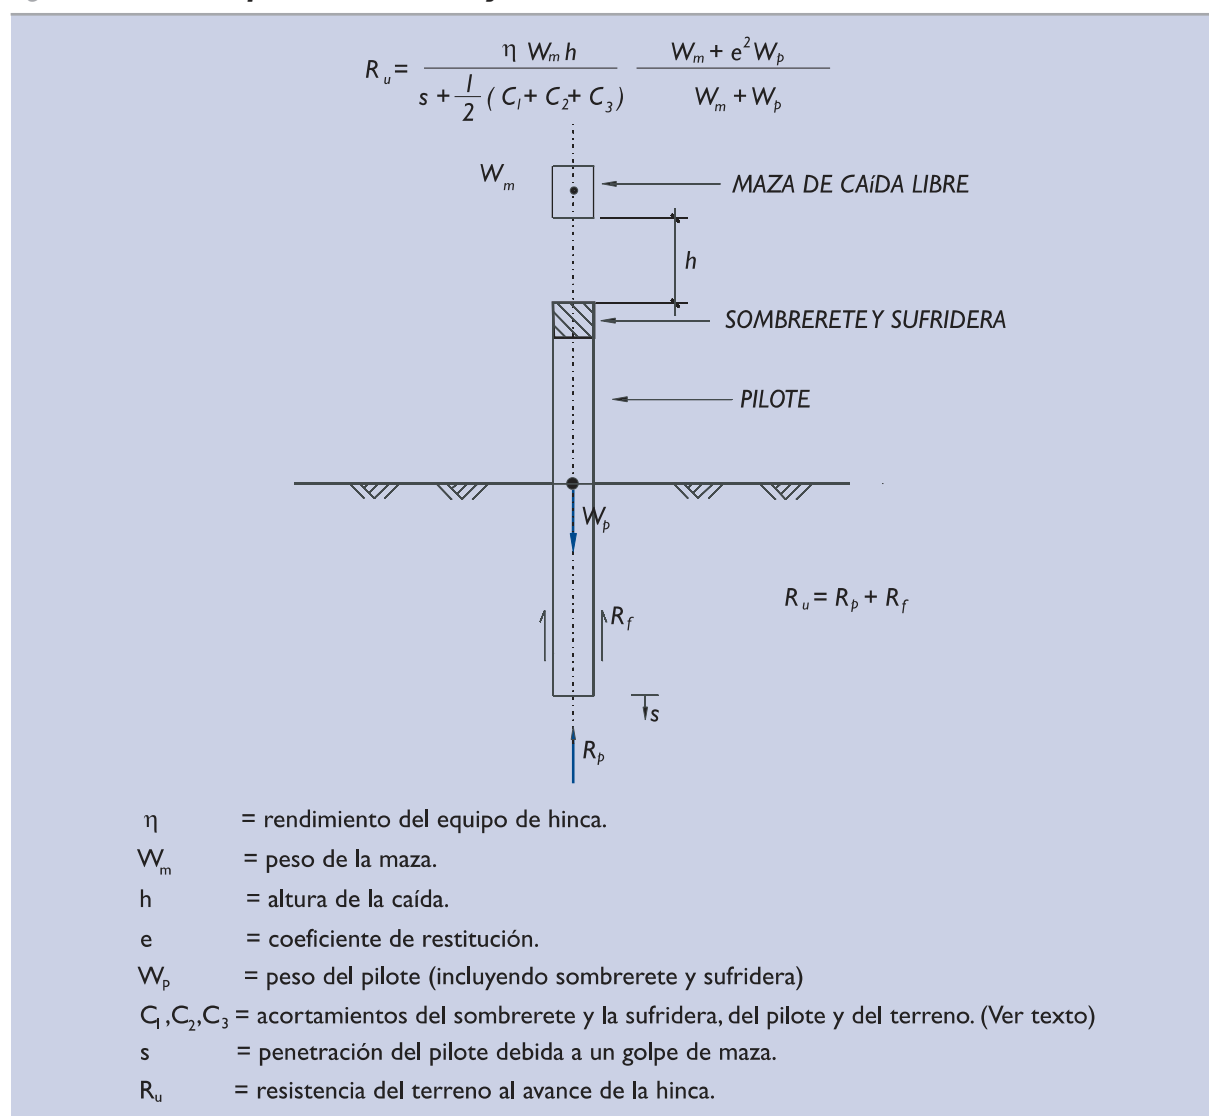 R_u = η W_m h / (s + 1/2 (C_1 + C_2 + C_3)) · (W_m + e^2 W_p) / (W_m + W_p)
W_m
MAZA DE CAíDA LIBRE
h
SOMBRERETE Y SUFRIDERA
PILOTE
W_p
R_u = R_p + R_f
R_f
s
R_p
η = rendimiento del equipo de hinca.
W_m = peso de la maza.
h = altura de la caída.
e = coeficiente de restitución.
W_p = peso del pilote (incluyendo sombrerete y sufridera)
C_1, C_2, C_3 = acortamientos del sombrerete y la sufridera, del pilote y del terreno. (Ver texto)
s = penetración del pilote debida a un golpe de maza.
R_u = resistencia del terreno al avance de la hinca.